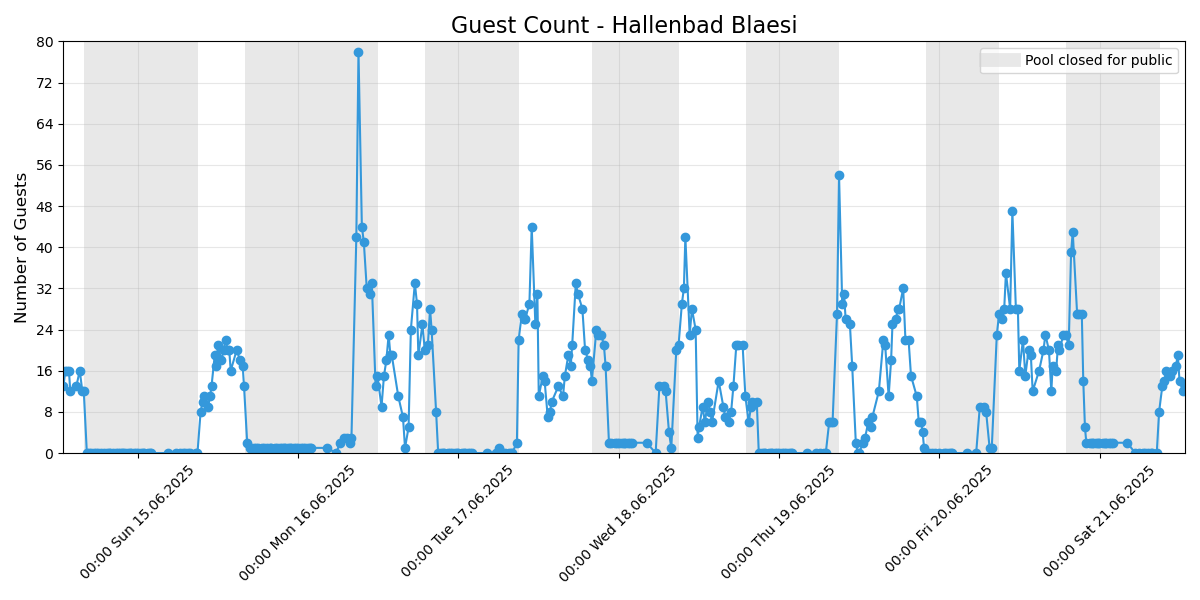 Guest Count - Hallenbad Blaesi
Pool closed for public
Number of Guests
80
72
64
56
48
40
32
24
16
8
0
00:00 Sun 15.06.2025
00:00 Mon 16.06.2025
00:00 Tue 17.06.2025
00:00 Wed 18.06.2025
00:00 Thu 19.06.2025
00:00 Fri 20.06.2025
00:00 Sat 21.06.2025